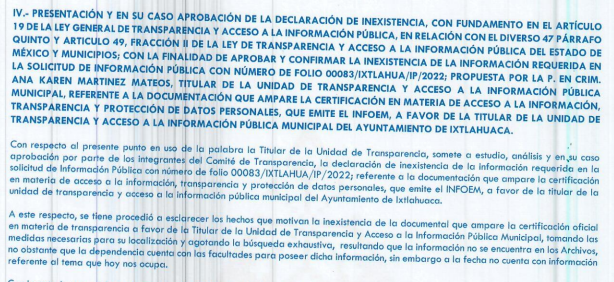 IV.- PRESENTACIÓN Y EN SU CASO APROBACIÓN DE LA DECLARACIÓN DE INEXISTENCIA, CON FUNDAMENTO EN EL ARTÍCULO
19 DE LA LEY GENERAL DE TRANSPARENCIA Y ACCESO A LA INFORMACIÓN PÚBLICA, EN RELACIÓN CON EL DIVERSO 47 PÁRRAFO
QUINTO Y ARTICULO 49, FRACCIÓN II DE LA LEY DE TRANSPARENCIA Y ACCESO A LA INFORMACIÓN PÚBLICA DEL ESTADO DE
MÉXICO Y MUNICIPIOS; CON LA FINALIDAD DE APROBAR Y CONFIRMAR LA INEXISTENCIA DE LA INFORMACIÓN REQUERIDA EN
LA SOLICITUD DE INFORMACIÓN PÚBLICA CON NÚMERO DE FOLIO 00083/IXTLAHUA/IP/2022; PROPUESTA POR LA P. EN CRIM.
ANA KAREN MARTINEZ MATEOS, TITULAR DE LA UNIDAD DE TRANSPARENCIA Y ACCESO A LA INFORMACIÓN PÚBLICA
MUNICIPAL, REFERENTE A LA DOCUMENTACIÓN QUE AMPARE LA CERTIFICACIÓN EN MATERIA DE ACCESO A LA INFORMACIÓN,
TRANSPARENCIA Y PROTECCIÓN DE DATOS PERSONALES, QUE EMITE EL INFOEM, A FAVOR DE LA TITULAR DE LA UNIDAD DE
TRANSPARENCIA Y ACCESO A LA INFORMACIÓN PÚBLICA MUNICIPAL DEL AYUNTAMIENTO DE IXTLAHUACA.
Con respecto al presente punto en uso de la palabra la Titular de la Unidad de Transparencia, somete a estudio, análisis y en su caso
aprobación por parte de los integrantes del Comité de Transparencia, la declaración de inexistencia de la información requerida en la
solicitud de Información Pública con número de folio 00083/IXTLAHUA/IP/2022; referente a la documentación que ampare la certificación
en materia de acceso a la información, transparencia y protección de datos personales, que emite el INFOEM, a favor de la titular de la
unidad de transparencia y acceso a la información pública municipal del Ayuntamiento de Ixtlahuaca.
A este respecto, se tiene procedió a esclarecer los hechos que motivan la inexistencia de la documental que ampare la certificación oficial
en materia de transparencia a favor de la Titular de la Unidad de Transparencia y Acceso a la Información Pública Municipal, tomando las
medidas necesarias para su localización y agotando la búsqueda exhaustiva, resultando que la información no se encuentra en los Archivos,
no obstante que la dependencia cuenta con las facultades para poseer dicha información, sin embargo a la fecha no cuenta con información
referente al tema que hoy nos ocupa.